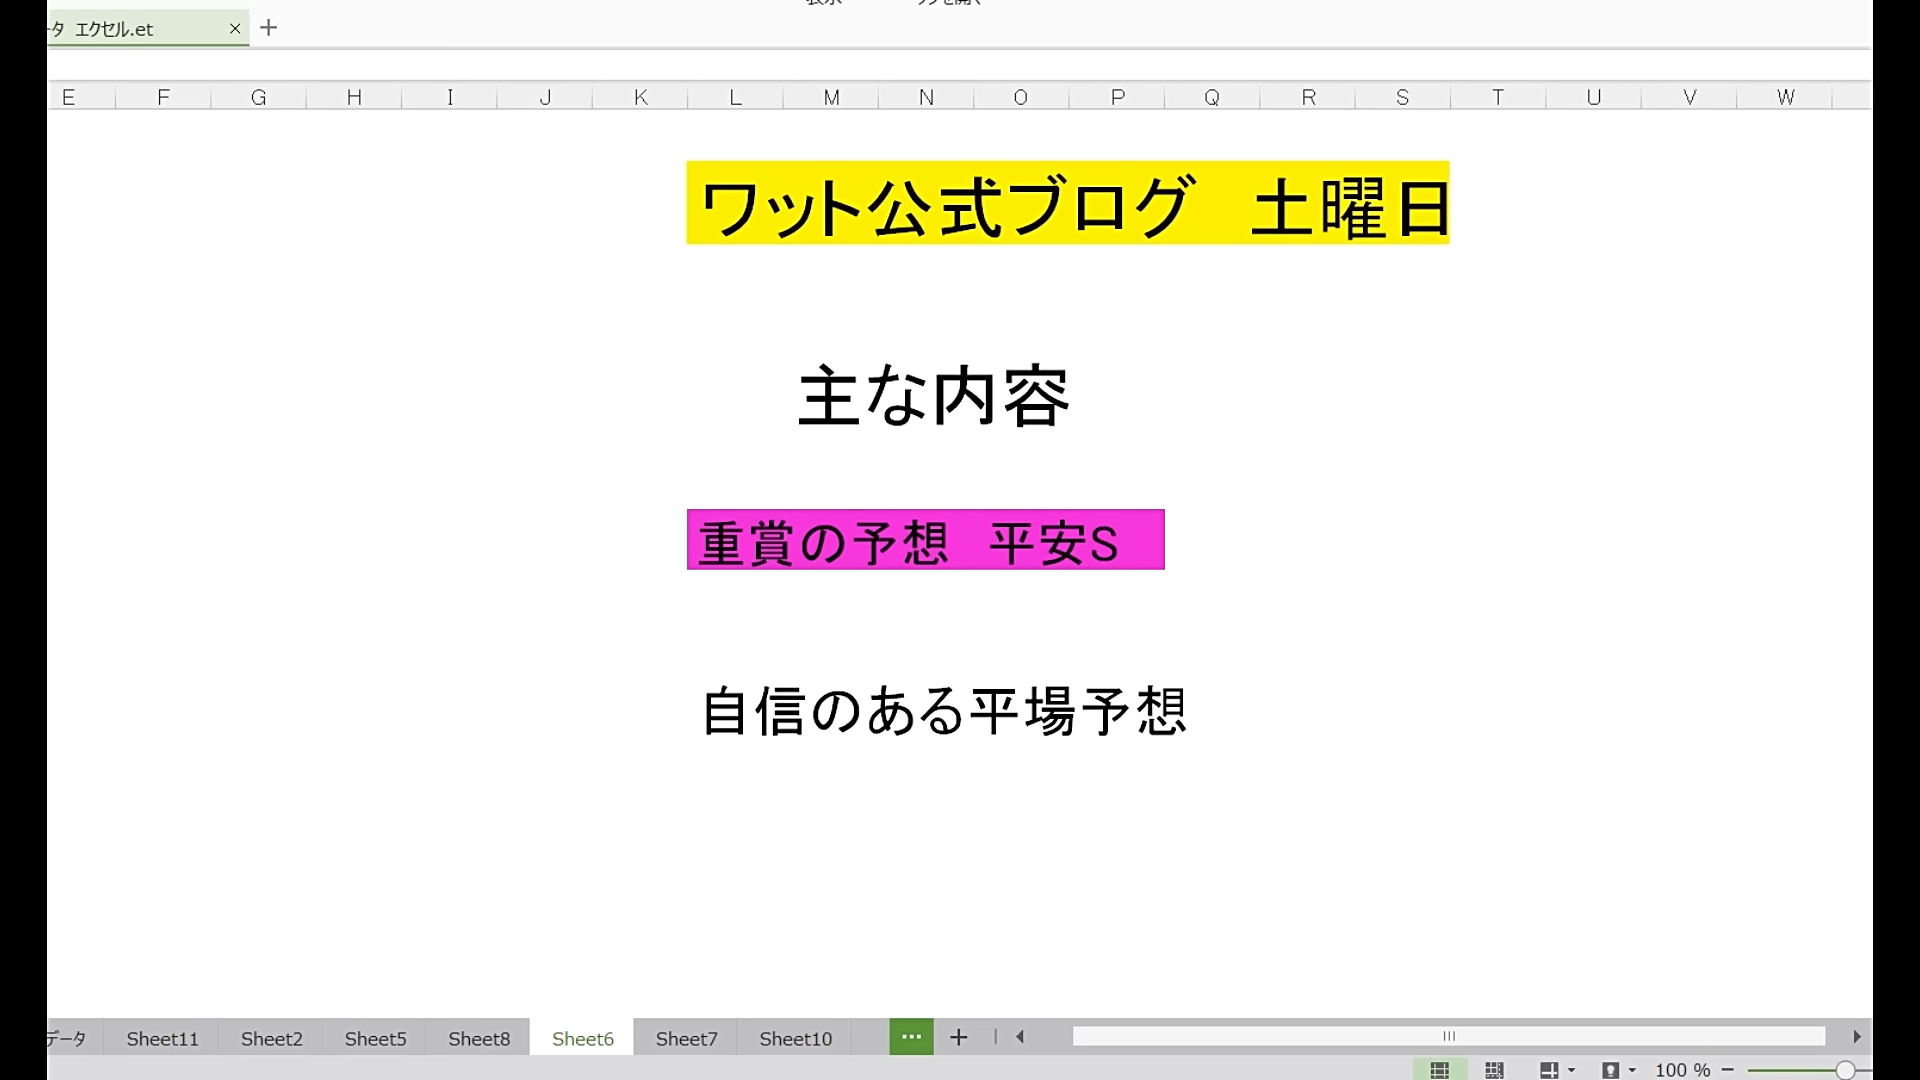 エクセル.et
E F G H I J K L M N O P Q R S T U V W
ワット公式ブログ　土曜日
主な内容
重賞の予想　平安S
自信のある平場予想
データ Sheet11 Sheet2 Sheet5 Sheet8 Sheet6 Sheet7 Sheet10
100 %